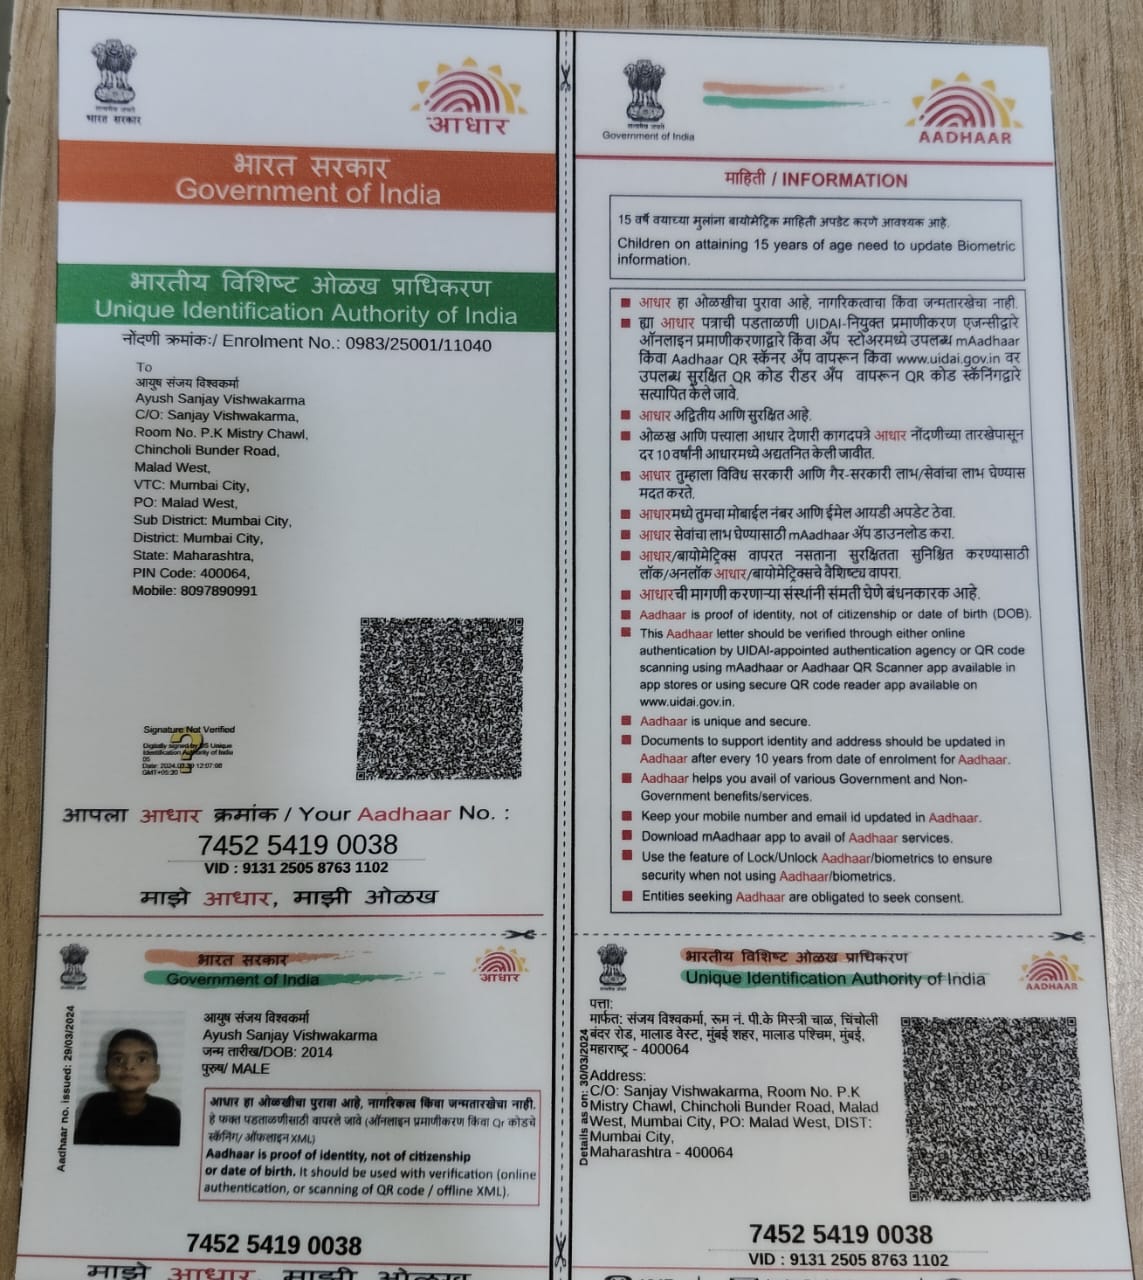 भारत सरकार
आधार
भारत सरकार
Government of India
भारतीय विशिष्ट ओळख प्राधिकरण
Unique Identification Authority of India
नोंदणी क्रमांकः/ Enrolment No.: 0983/25001/11040
To
आयुष संजय विश्वकर्मा
Ayush Sanjay Vishwakarma
C/O: Sanjay Vishwakarma,
Room No. P.K Mistry Chawl,
Chincholi Bunder Road,
Malad West,
VTC: Mumbai City,
PO: Malad West,
Sub District: Mumbai City,
District: Mumbai City,
State: Maharashtra,
PIN Code: 400064,
Mobile: 8097890991
Signature Not Verified
Digitally signed by DS Unique
Identification Authority of India
05
12:07:08
GMT+05:30
आपला आधार क्रमांक / Your Aadhaar No. :
7452 5419 0038
VID : 9131 2505 8763 1102
माझे आधार, माझी ओळख
Government of India
AADHAAR
माहिती / INFORMATION
15 वर्षे वयाच्या मुलांना बायोमेट्रिक माहिती अपडेट करणे आवश्यक आहे.
Children on attaining 15 years of age need to update Biometric
information.
आधार हा ओळखीचा पुरावा आहे, नागरिकत्वाचा किंवा जन्मतारखेचा नाही.
ह्या आधार पत्राची पडताळणी UIDAI-नियुक्त प्रमाणीकरण एजन्सीद्वारे
ऑनलाइन प्रमाणीकरणाद्वारे किंवा अँप स्टोअरमध्ये उपलब्ध mAadhaar
किंवा Aadhaar QR स्कॅनर अँप वापरून किंवा www.uidai.gov.in वर
उपलब्ध सुरक्षित QR कोड रीडर अँप वापरून QR कोड स्कॅनिंगद्वारे
सत्यापित केले जावे.
आधार अद्वितीय आणि सुरक्षित आहे.
ओळख आणि पत्त्याला आधार देणारी कागदपत्रे आधार नोंदणीच्या तारखेपासून
दर 10 वर्षांनी आधारमध्ये अद्यतनित केली जावीत.
आधार तुम्हाला विविध सरकारी आणि गैर-सरकारी लाभ/सेवांचा लाभ घेण्यास
मदत करते.
आधारमध्ये तुमचा मोबाईल नंबर आणि ईमेल आयडी अपडेट ठेवा.
आधार सेवांचा लाभ घेण्यासाठी mAadhaar ॲप डाउनलोड करा.
आधार/बायोमेट्रिक्स वापरत नसताना सुरक्षितता सुनिश्चित करण्यासाठी
लॉक/अनलॉक आधार/बायोमेट्रिक्सचे वैशिष्ट्य वापरा.
आधारची मागणी करणाऱ्या संस्थांनी संमती घेणे बंधनकारक आहे.
Aadhaar is proof of identity, not of citizenship or date of birth (DOB).
This Aadhaar letter should be verified through either online
authentication by UIDAI-appointed authentication agency or QR code
scanning using mAadhaar or Aadhaar QR Scanner app available in
app stores or using secure QR code reader app available on
www.uidai.gov.in.
Aadhaar is unique and secure.
Documents to support identity and address should be updated in
Aadhaar after every 10 years from date of enrolment for Aadhaar.
Aadhaar helps you avail of various Government and Non-
Government benefits/services.
Keep your mobile number and email id updated in Aadhaar.
Download mAadhaar app to avail of Aadhaar services.
Use the feature of Lock/Unlock Aadhaar/biometrics to ensure
security when not using Aadhaar/biometrics.
Entities seeking Aadhaar are obligated to seek consent.
भारत सरकार
Government of India
आधार
Aadhaar no. issued: 29/03/2024
आयुष संजय विश्वकर्मा
Ayush Sanjay Vishwakarma
जन्म तारीख/DOB: 2014
पुरुष/ MALE
आधार हा ओळखीचा पुरावा आहे, नागरिकत्व किंवा जन्मतारखेचा नाही.
हे फक्त पडताळणीसाठी वापरले जावे (ऑनलाइन प्रमाणीकरण किंवा Qr कोडचे
स्कॅनिंग/ ऑफलाइन XML)
Aadhaar is proof of identity, not of citizenship
or date of birth. It should be used with verification (online
authentication, or scanning of QR code / offline XML).
7452 5419 0038
माझे आधार, माझी ओळख
भारतीय विशिष्ट ओळख प्राधिकरण
Unique Identification Authority of India
AADHAAR
Details as on: 30/03/2024
पत्ता:
मार्फत: संजय विश्वकर्मा, रूम नं. पी.के मिस्त्री चाळ, चिंचोली
बंदर रोड, मालाड वेस्ट, मुंबई शहर, मालाड पश्चिम, मुंबई,
महाराष्ट्र - 400064
Address:
C/O: Sanjay Vishwakarma, Room No. P.K
Mistry Chawl, Chincholi Bunder Road, Malad
West, Mumbai City, PO: Malad West, DIST:
Mumbai City,
Maharashtra - 400064
7452 5419 0038
VID : 9131 2505 8763 1102